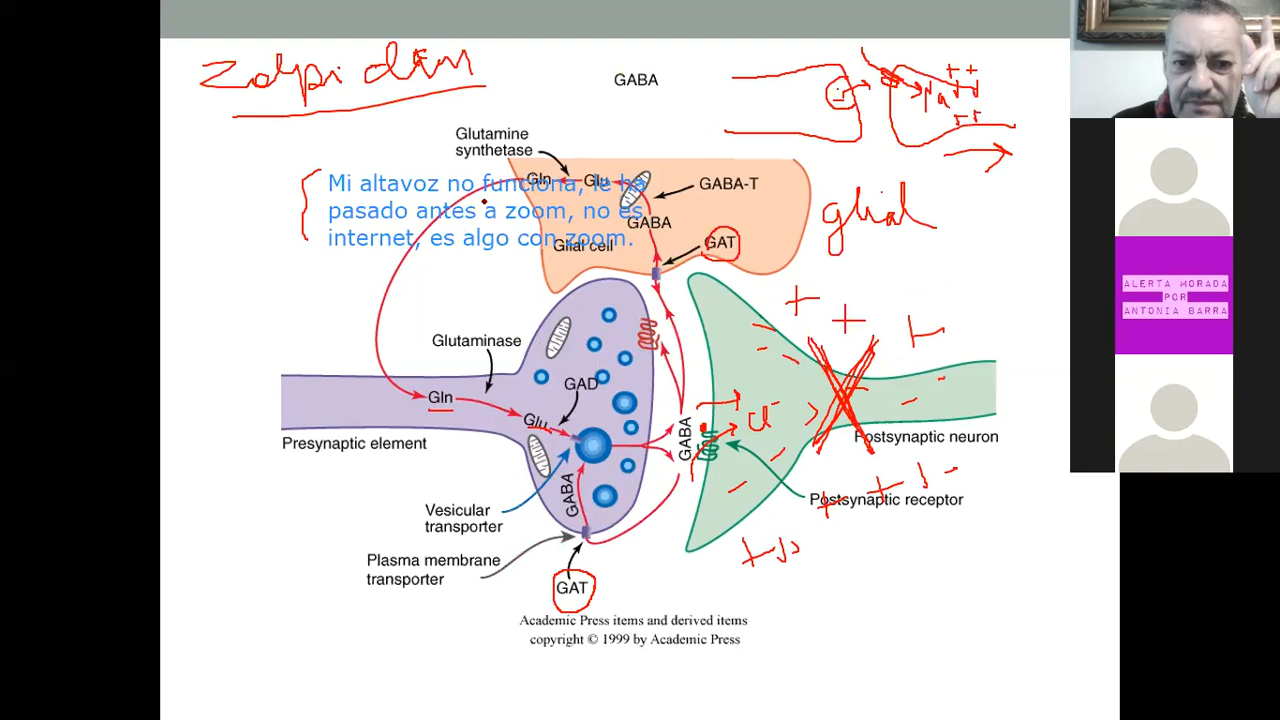 Zolpidem
GABA
Glutamine
synthetase
Gln
Glu
GABA-T
Mi altavoz no funciona, le ha
pasado antes a zoom, no es
internet, es algo con zoom.
GABA
Glial cell
GAT
glial
Na
++
++
ALERTA MORADA
POR
ANTONIA BARRA
Glutaminase
GAD
Gln
Glu
GABA
Cl-
Presynaptic element
Postsynaptic neuron
GABA
Vesicular
transporter
Postsynaptic receptor
Plasma membrane
transporter
GAT
Academic Press items and derived items
copyright © 1999 by Academic Press